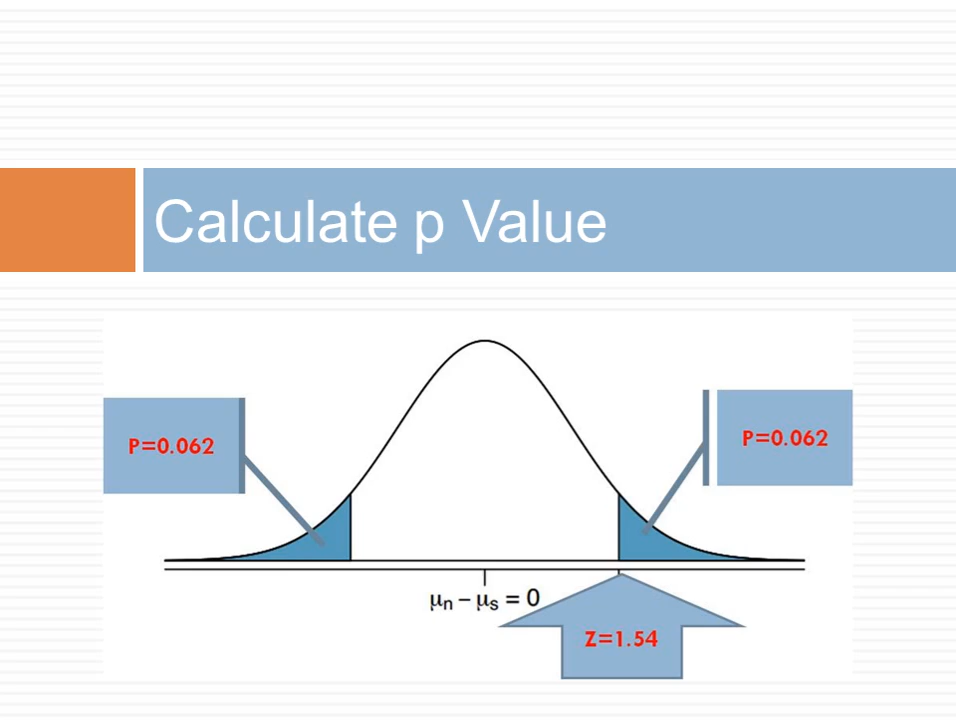 Calculate p Value
P=0.062
P=0.062
μn – μs = 0
Z=1.54